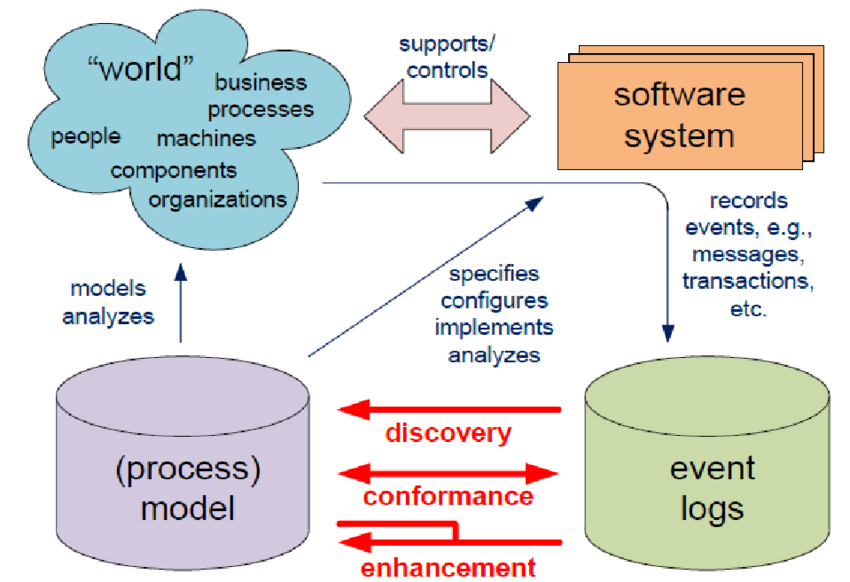 “world”
business
processes
people
machines
components
organizations
supports/
controls
software
system
records
events, e.g.,
messages,
transactions,
etc.
models
analyzes
specifies
configures
implements
analyzes
(process)
model
discovery
conformance
enhancement
event
logs